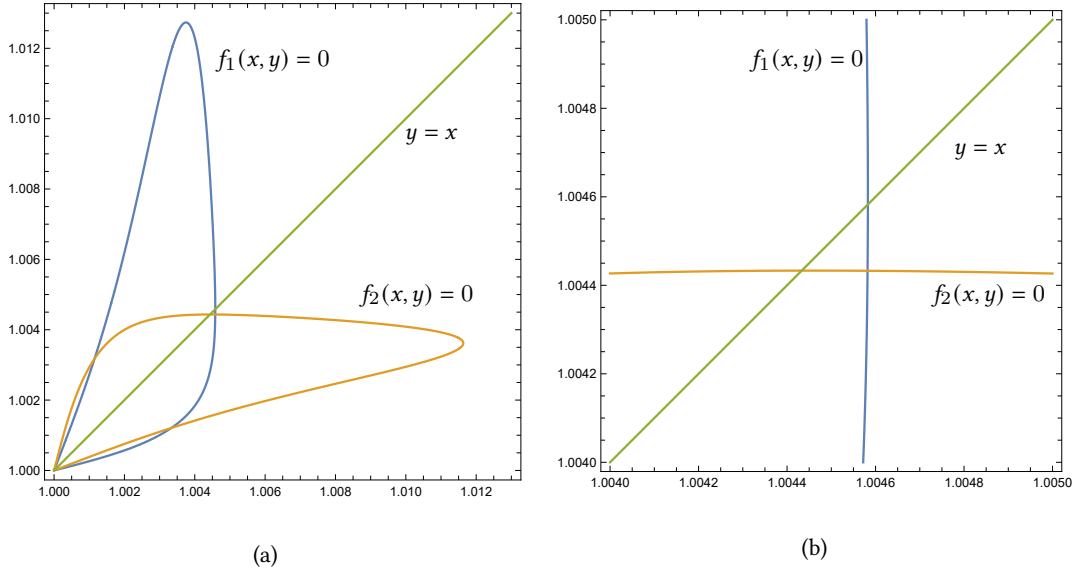 1.012
f₁(x, y) = 0
1.010
y = x
1.008
1.006
f₂(x, y) = 0
1.004
1.002
1.000
1.000 1.002 1.004 1.006 1.008 1.010 1.012
(a)
1.0050
f₁(x, y) = 0
1.0048
y = x
1.0046
1.0044
f₂(x, y) = 0
1.0042
1.0040
1.0040 1.0042 1.0044 1.0046 1.0048 1.0050
(b)